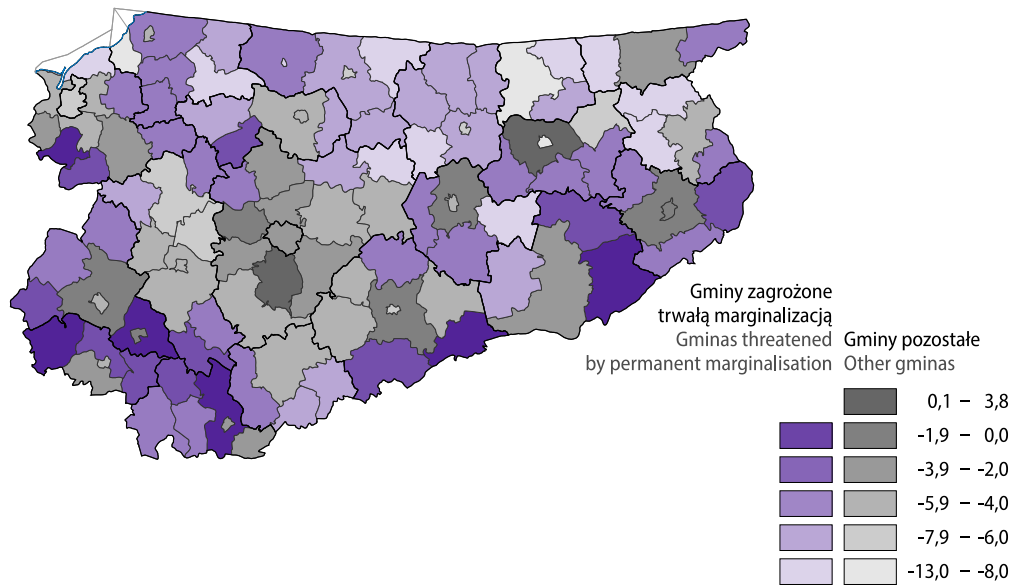 Gminy zagrożone
trwałą marginalizacją
Gminas threatened
by permanent marginalisation
Gminy pozostałe
Other gminas
0,1 – 3,8
-1,9 – 0,0
-3,9 – -2,0
-5,9 – -4,0
-7,9 – -6,0
-13,0 – -8,0